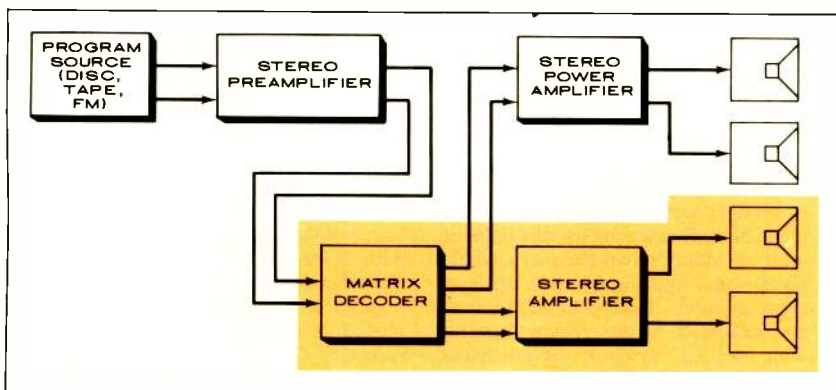 PROGRAM
SOURCE
(DISC,
TAPE,
FM)
STEREO
PREAMPLIFIER
STEREO
POWER
AMPLIFIER
MATRIX
DECODER
STEREO
AMPLIFIER